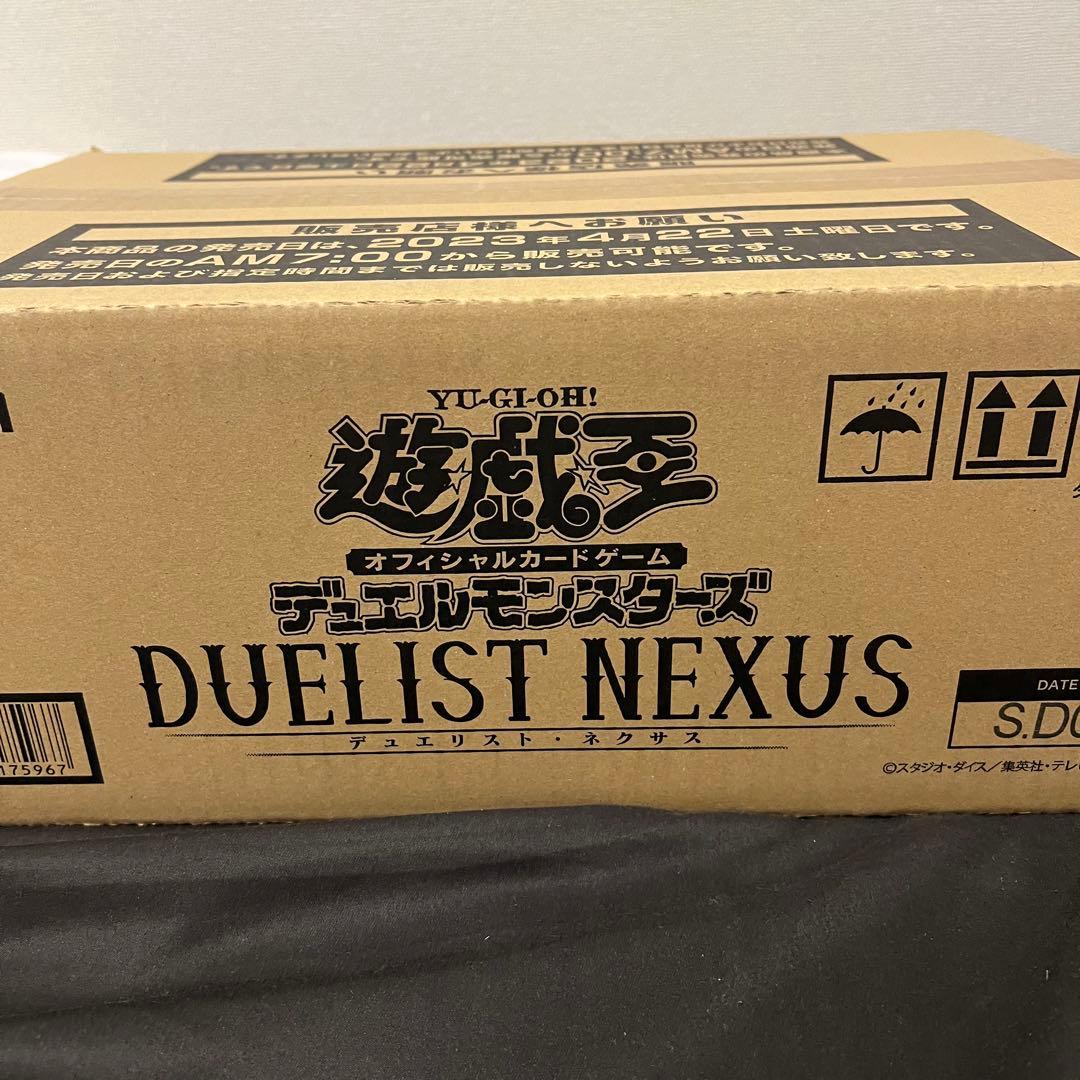 販売店様へお願い
本商品の発売日は、2023年4月22日土曜日です。
発売日のAM7:00から販売可能です。
発売日および指定時間までは販売しないようお願い致します。
YU-GI-OH!
遊戯王
オフィシャルカードゲーム
デュエルモンスターズ
DUELIST NEXUS
デュエリスト・ネクサス
175967
DATE
©スタジオ・ダイス／集英社・テレ